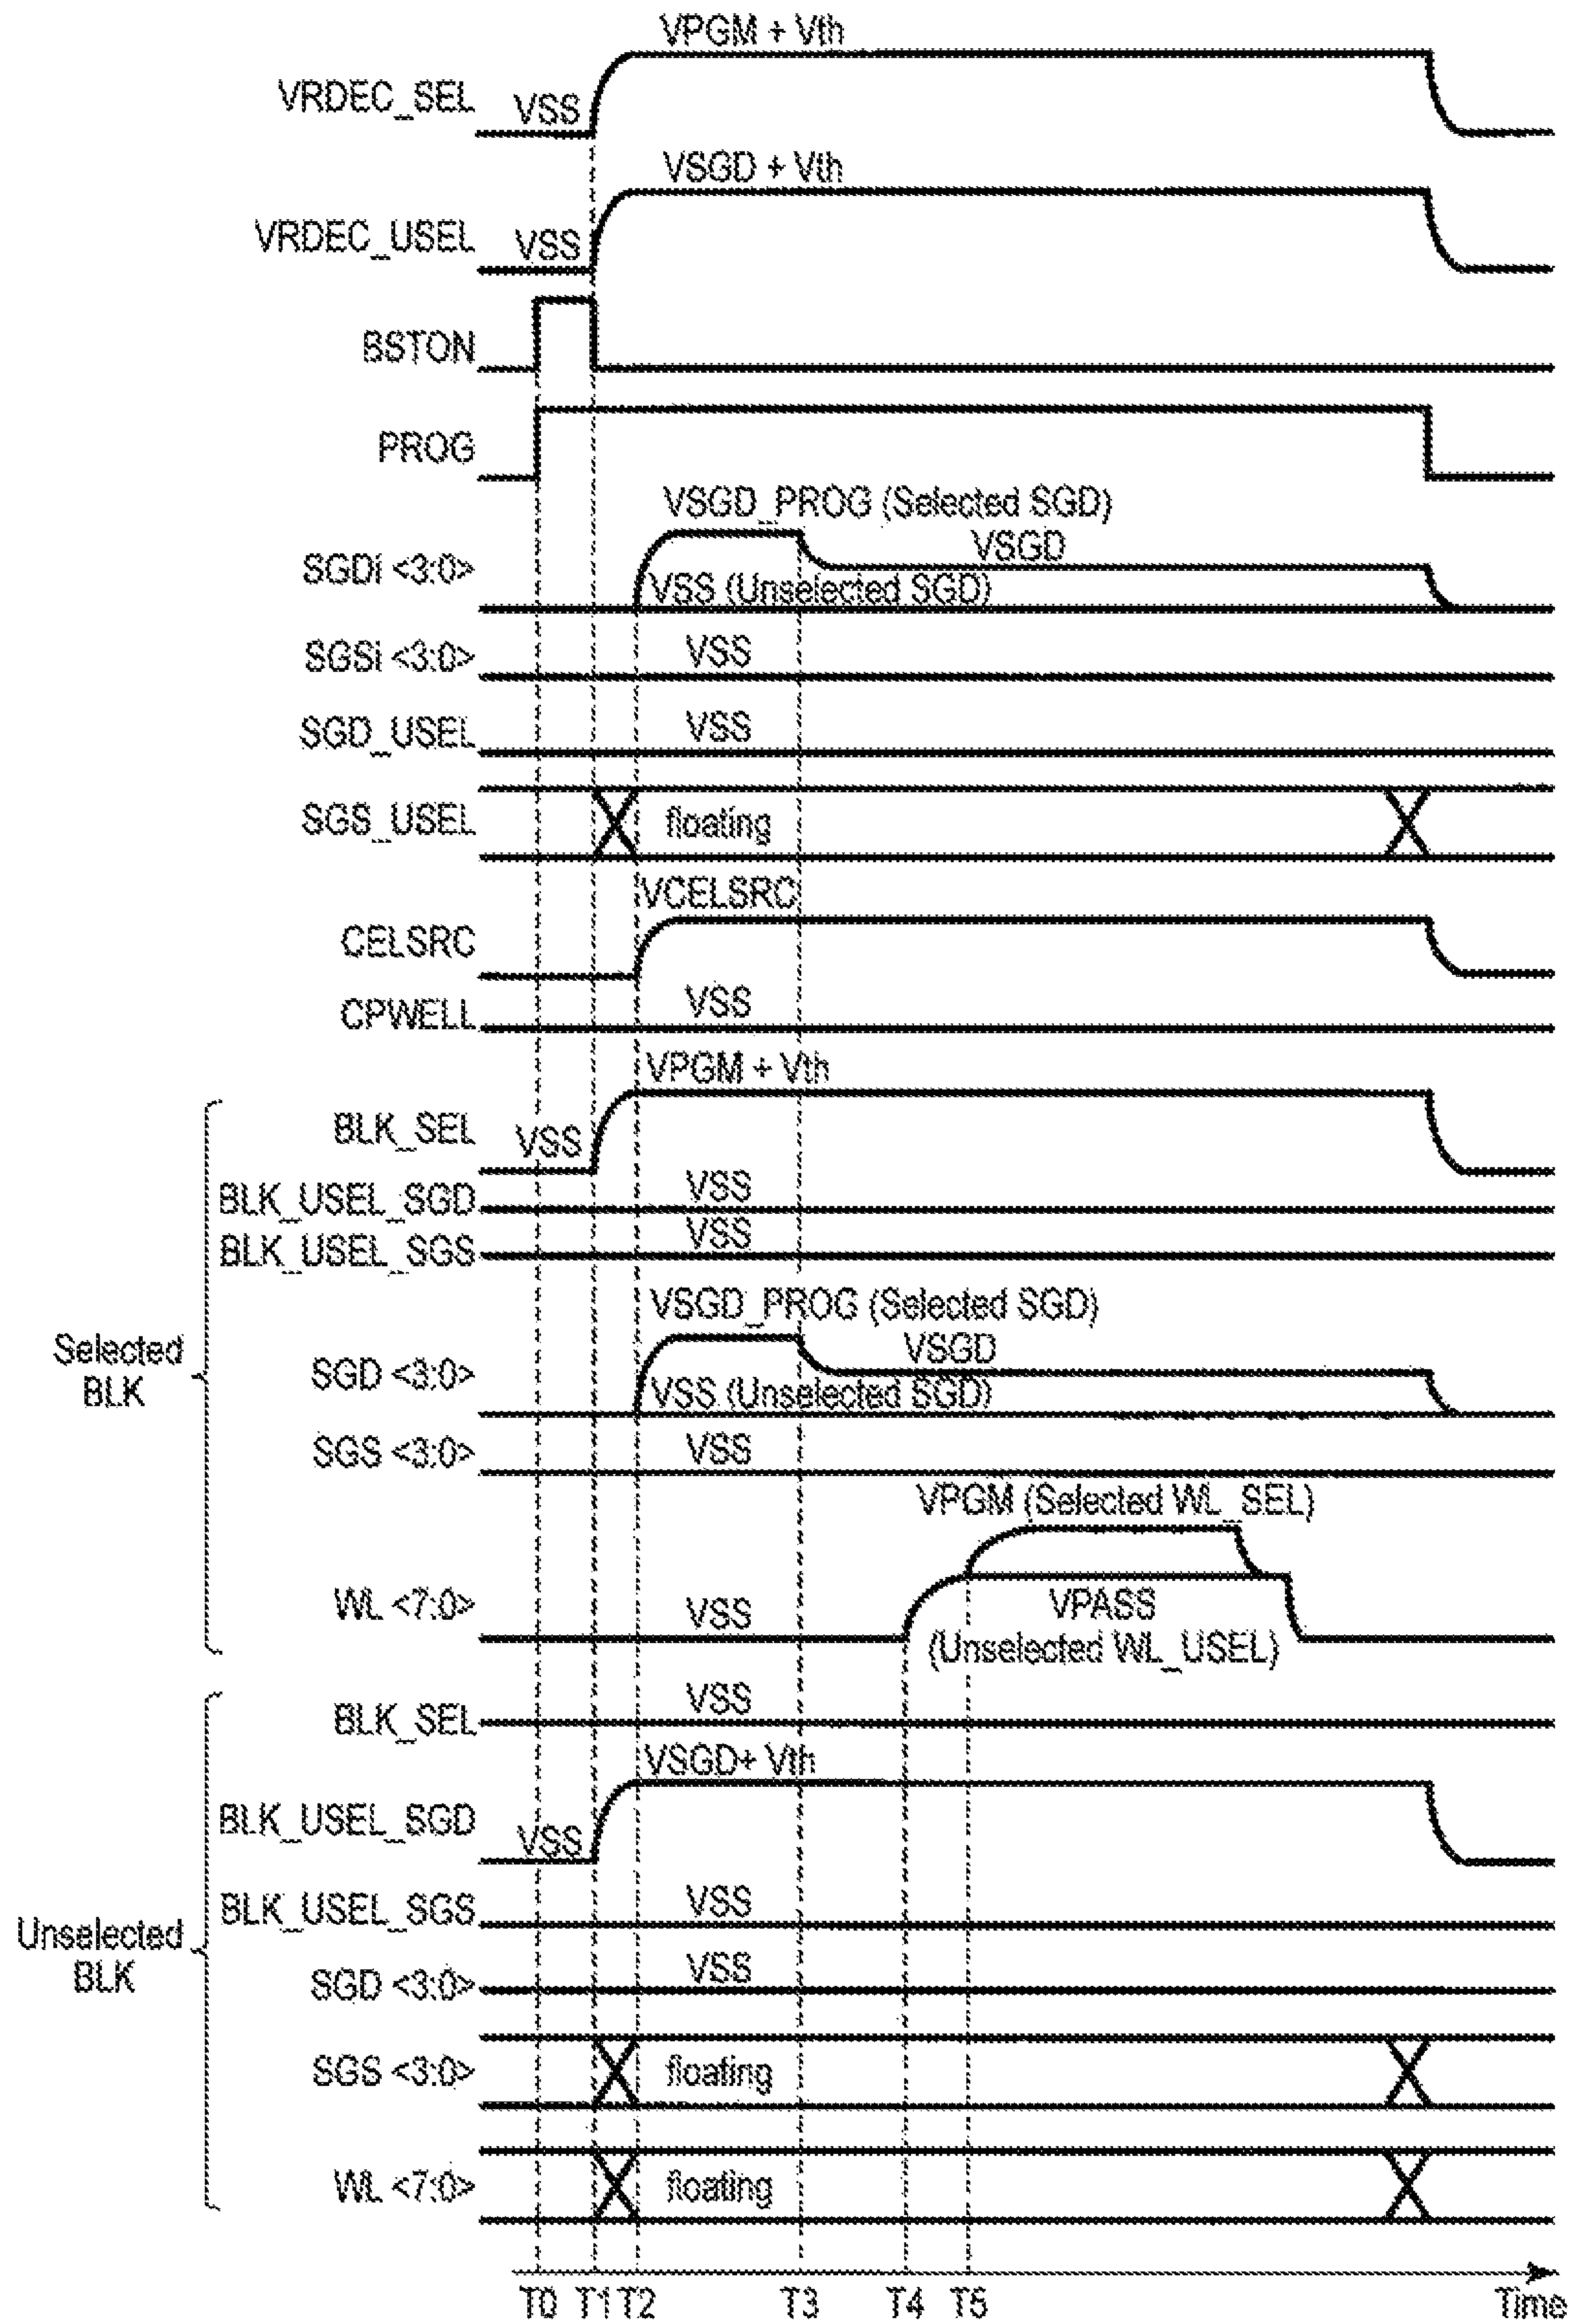 VPGM + Vth
VRDEC_SEL VSS
VSGD + Vth
VRDEC_USEL VSS
BSTON
PROG
VSGD_PROG (Selected SGD)
VSGD
SGDi <3:0>
VSS (Unselected SGD)
SGSi <3:0> VSS
SGD_USEL VSS
SGS_USEL floating
VCELSRC
CELSRC
CPWELL VSS
VPGM + Vth
BLK_SEL VSS
BLK_USEL_SGD VSS
BLK_USEL_SGS VSS
VSGD_PROG (Selected SGD)
Selected
BLK
VSGD
SGD <3:0>
VSS (Unselected SGD)
SGS <3:0> VSS
VPGM (Selected WL_SEL)
WL <7:0> VSS VPASS
(Unselected WL_USEL)
BLK_SEL VSS
VSGD+ Vth
BLK_USEL_SGD VSS
BLK_USEL_SGS VSS
Unselected
BLK
SGD <3:0> VSS
SGS <3:0> floating
WL <7:0> floating
T0 T1 T2 T3 T4 T5 Time